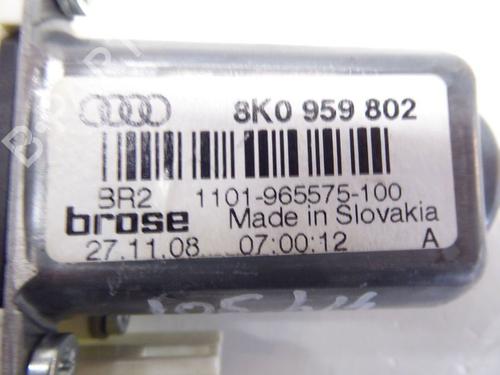 8K0 959 802
BR2 1101-965575-100
brose Made in Slovakia
27.11.08 07:00:12 A